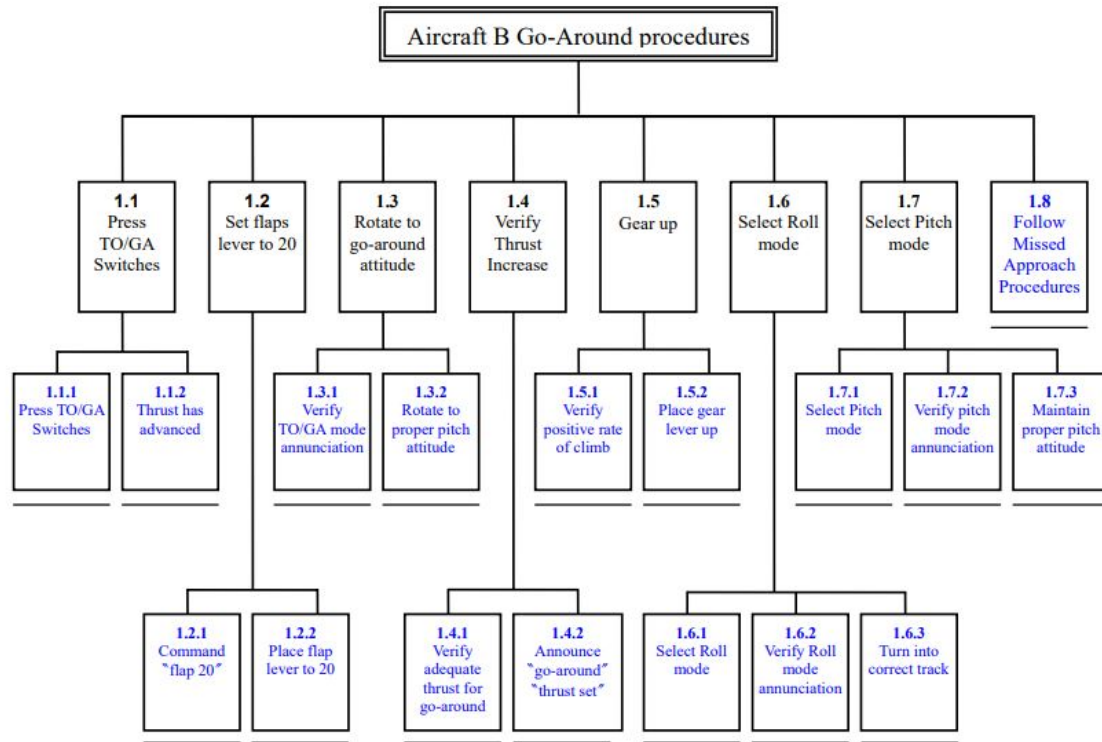 Aircraft B Go-Around procedures
1.1
Press
TO/GA
Switches
1.2
Set flaps
lever to 20
1.3
Rotate to
go-around
attitude
1.4
Verify
Thrust
Increase
1.5
Gear up
1.6
Select Roll
mode
1.7
Select Pitch
mode
1.8
Follow
Missed
Approach
Procedures
1.1.1
Press TO/GA
Switches
1.1.2
Thrust has
advanced
1.3.1
Verify
TO/GA mode
annunciation
1.3.2
Rotate to
proper pitch
attitude
1.5.1
Verify
positive rate
of climb
1.5.2
Place gear
lever up
1.7.1
Select Pitch
mode
1.7.2
Verify pitch
mode
annunciation
1.7.3
Maintain
proper pitch
attitude
1.2.1
Command
〝flap 20〞
1.2.2
Place flap
lever to 20
1.4.1
Verify
adequate
thrust for
go-around
1.4.2
Announce
〝go-around〞
〝thrust set〞
1.6.1
Select Roll
mode
1.6.2
Verify Roll
mode
annunciation
1.6.3
Turn into
correct track